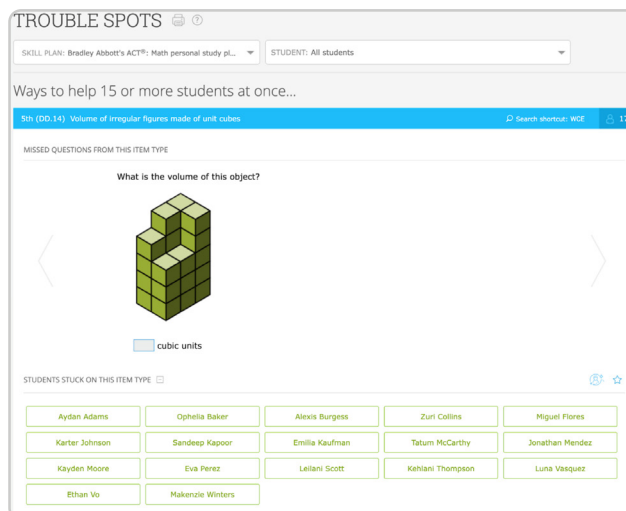 TROUBLE SPOTS
SKILL PLAN: Bradley Abbott's ACT®: Math personal study pl...
STUDENT: All students
Ways to help 15 or more students at once...
5th (DD.14) Volume of irregular figures made of unit cubes
Search shortcut: WCE
17
MISSED QUESTIONS FROM THIS ITEM TYPE
What is the volume of this object?
cubic units
STUDENTS STUCK ON THIS ITEM TYPE
Aydan Adams
Ophelia Baker
Alexis Burgess
Zuri Collins
Miguel Flores
Karter Johnson
Sandeep Kapoor
Emilia Kaufman
Tatum McCarthy
Jonathan Mendez
Kayden Moore
Eva Perez
Leilani Scott
Kehlani Thompson
Luna Vasquez
Ethan Vo
Makenzie Winters